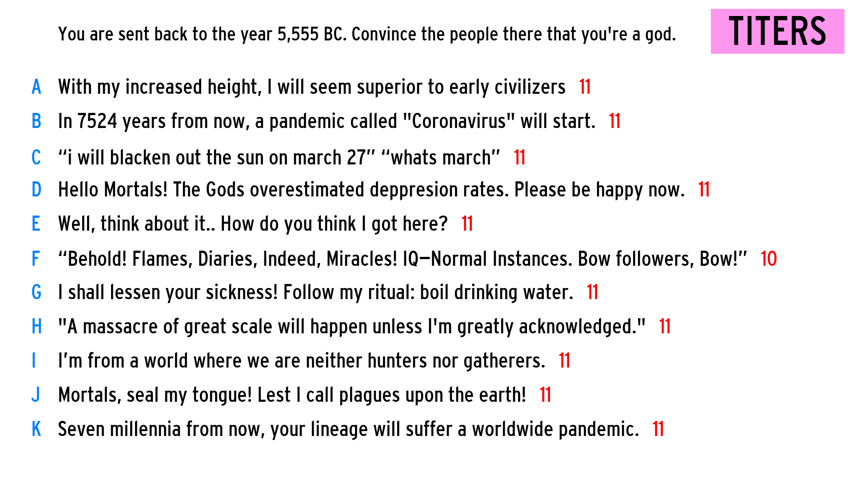 You are sent back to the year 5,555 BC. Convince the people there that you're a god.
TITERS
A With my increased height, I will seem superior to early civilizers 11
B In 7524 years from now, a pandemic called "Coronavirus" will start. 11
C “i will blacken out the sun on march 27” “whats march” 11
D Hello Mortals! The Gods overestimated deppresion rates. Please be happy now. 11
E Well, think about it.. How do you think I got here? 11
F “Behold! Flames, Diaries, Indeed, Miracles! IQ–Normal Instances. Bow followers, Bow!” 10
G I shall lessen your sickness! Follow my ritual: boil drinking water. 11
H "A massacre of great scale will happen unless I'm greatly acknowledged." 11
I I’m from a world where we are neither hunters nor gatherers. 11
J Mortals, seal my tongue! Lest I call plagues upon the earth! 11
K Seven millennia from now, your lineage will suffer a worldwide pandemic. 11